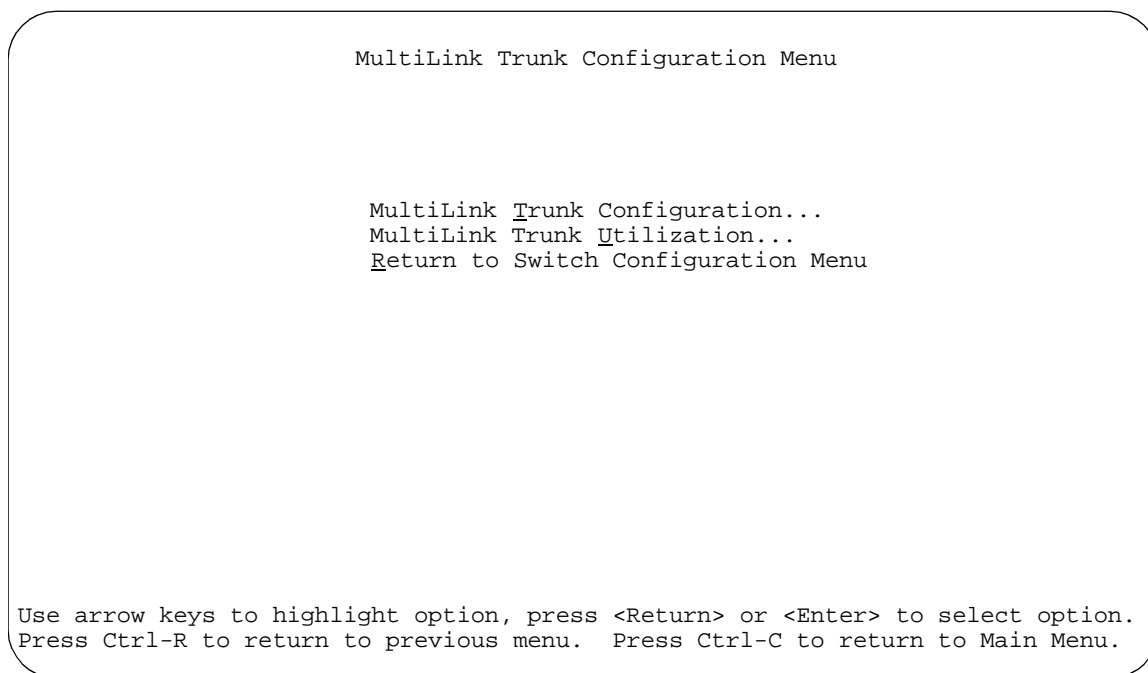 MultiLink Trunk Configuration Menu
MultiLink Trunk Configuration...
MultiLink Trunk Utilization...
Return to Switch Configuration Menu
Use arrow keys to highlight option, press <Return> or <Enter> to select option.
Press Ctrl-R to return to previous menu.  Press Ctrl-C to return to Main Menu.